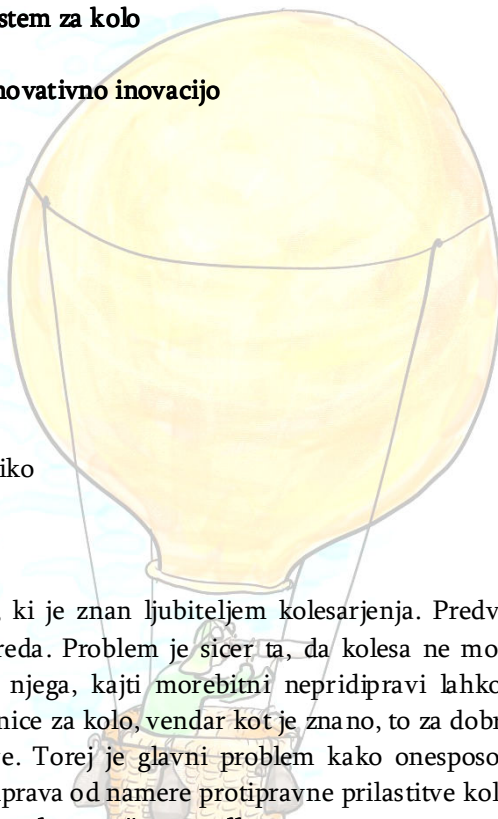 stem za kolo
novativno inovacijo
iko
, ki je znan ljubiteljem kolesarjenja. Predv
reda. Problem je sicer ta, da kolesa ne mo
njega, kajti morebitni nepridipravi lahko
nice za kolo, vendar kot je znano, to za dobr
ve. Torej je glavni problem kako onesposo
iprava od namere protipravne prilastitve kol